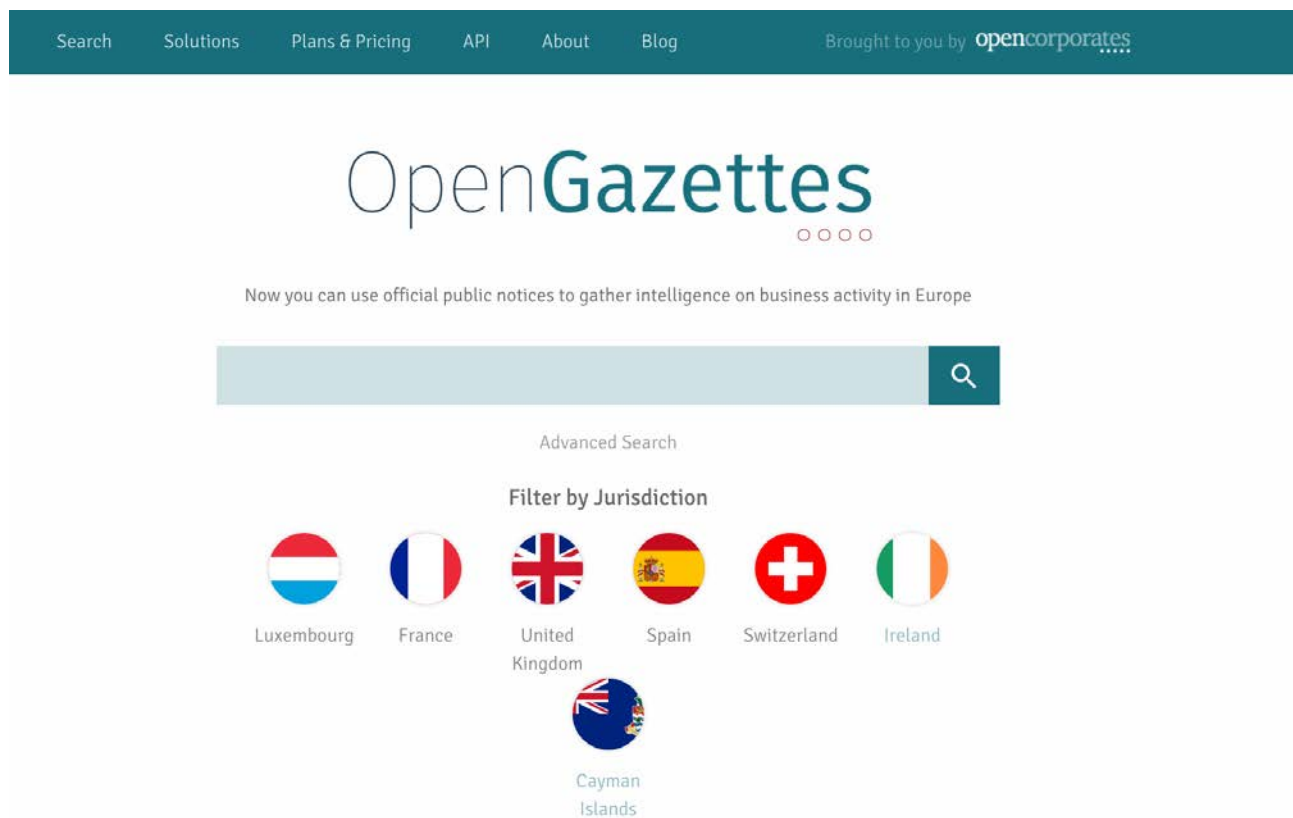 Search Solutions Plans & Pricing API About Blog Brought to you by opencorporates
OpenGazettes
Now you can use official public notices to gather intelligence on business activity in Europe
Advanced Search
Filter by Jurisdiction
Luxembourg France United Kingdom Spain Switzerland Ireland
Cayman
Islands